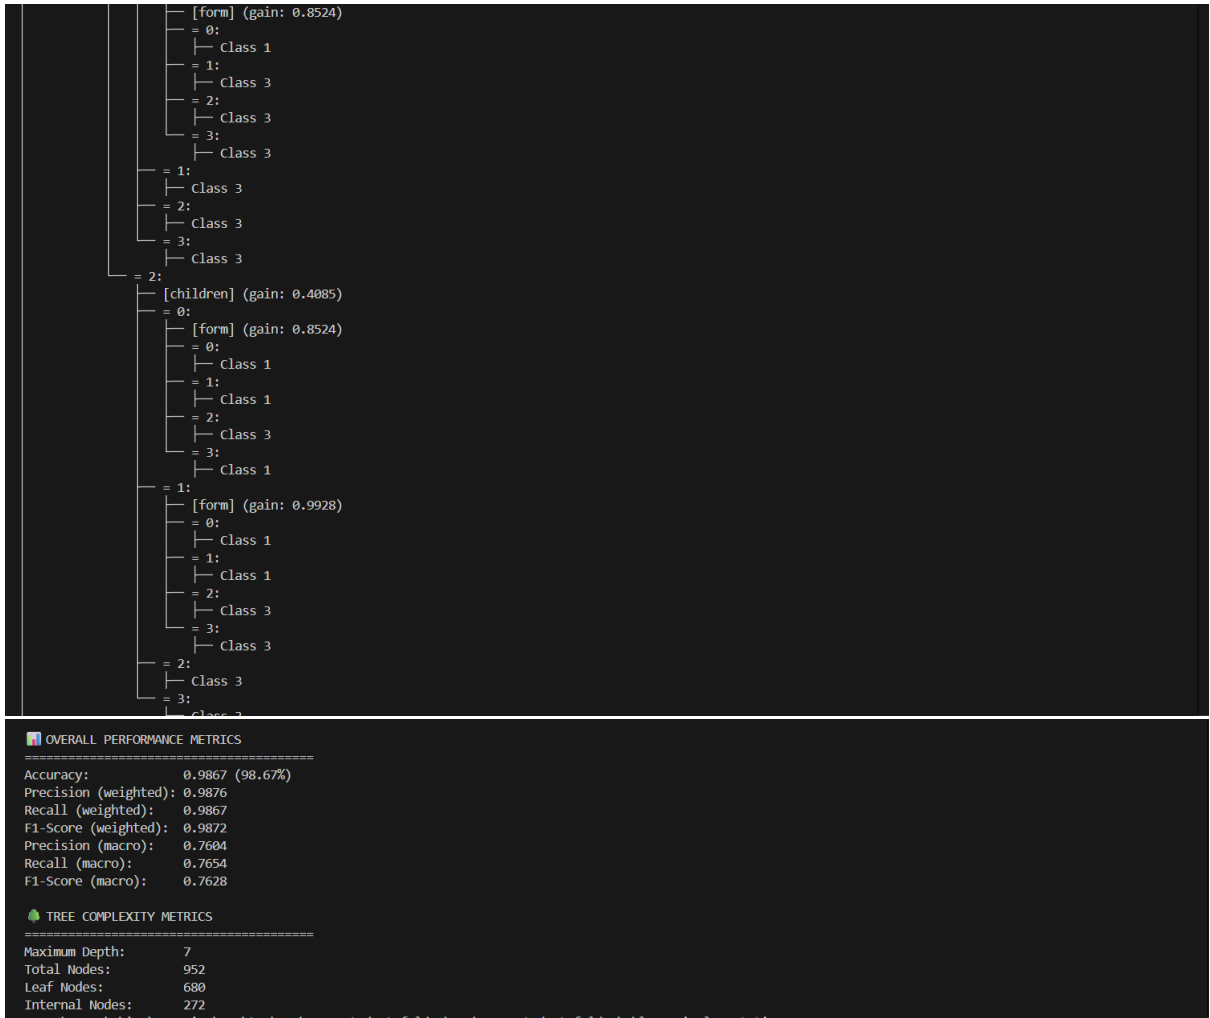 [form] (gain: 0.8524)
= 0:
Class 1
= 1:
Class 3
= 2:
Class 3
= 3:
Class 3
= 1:
Class 3
= 2:
Class 3
= 3:
Class 3
= 2:
[children] (gain: 0.4085)
= 0:
[form] (gain: 0.8524)
= 0:
Class 1
= 1:
Class 1
= 2:
Class 3
= 3:
Class 1
= 1:
[form] (gain: 0.9928)
= 0:
Class 1
= 1:
Class 1
= 2:
Class 3
= 3:
Class 3
= 2:
Class 3
= 3:
OVERALL PERFORMANCE METRICS
========================================
Accuracy: 0.9867 (98.67%)
Precision (weighted): 0.9876
Recall (weighted): 0.9867
F1-Score (weighted): 0.9872
Precision (macro): 0.7604
Recall (macro): 0.7654
F1-Score (macro): 0.7628
TREE COMPLEXITY METRICS
========================================
Maximum Depth: 7
Total Nodes: 952
Leaf Nodes: 680
Internal Nodes: 272